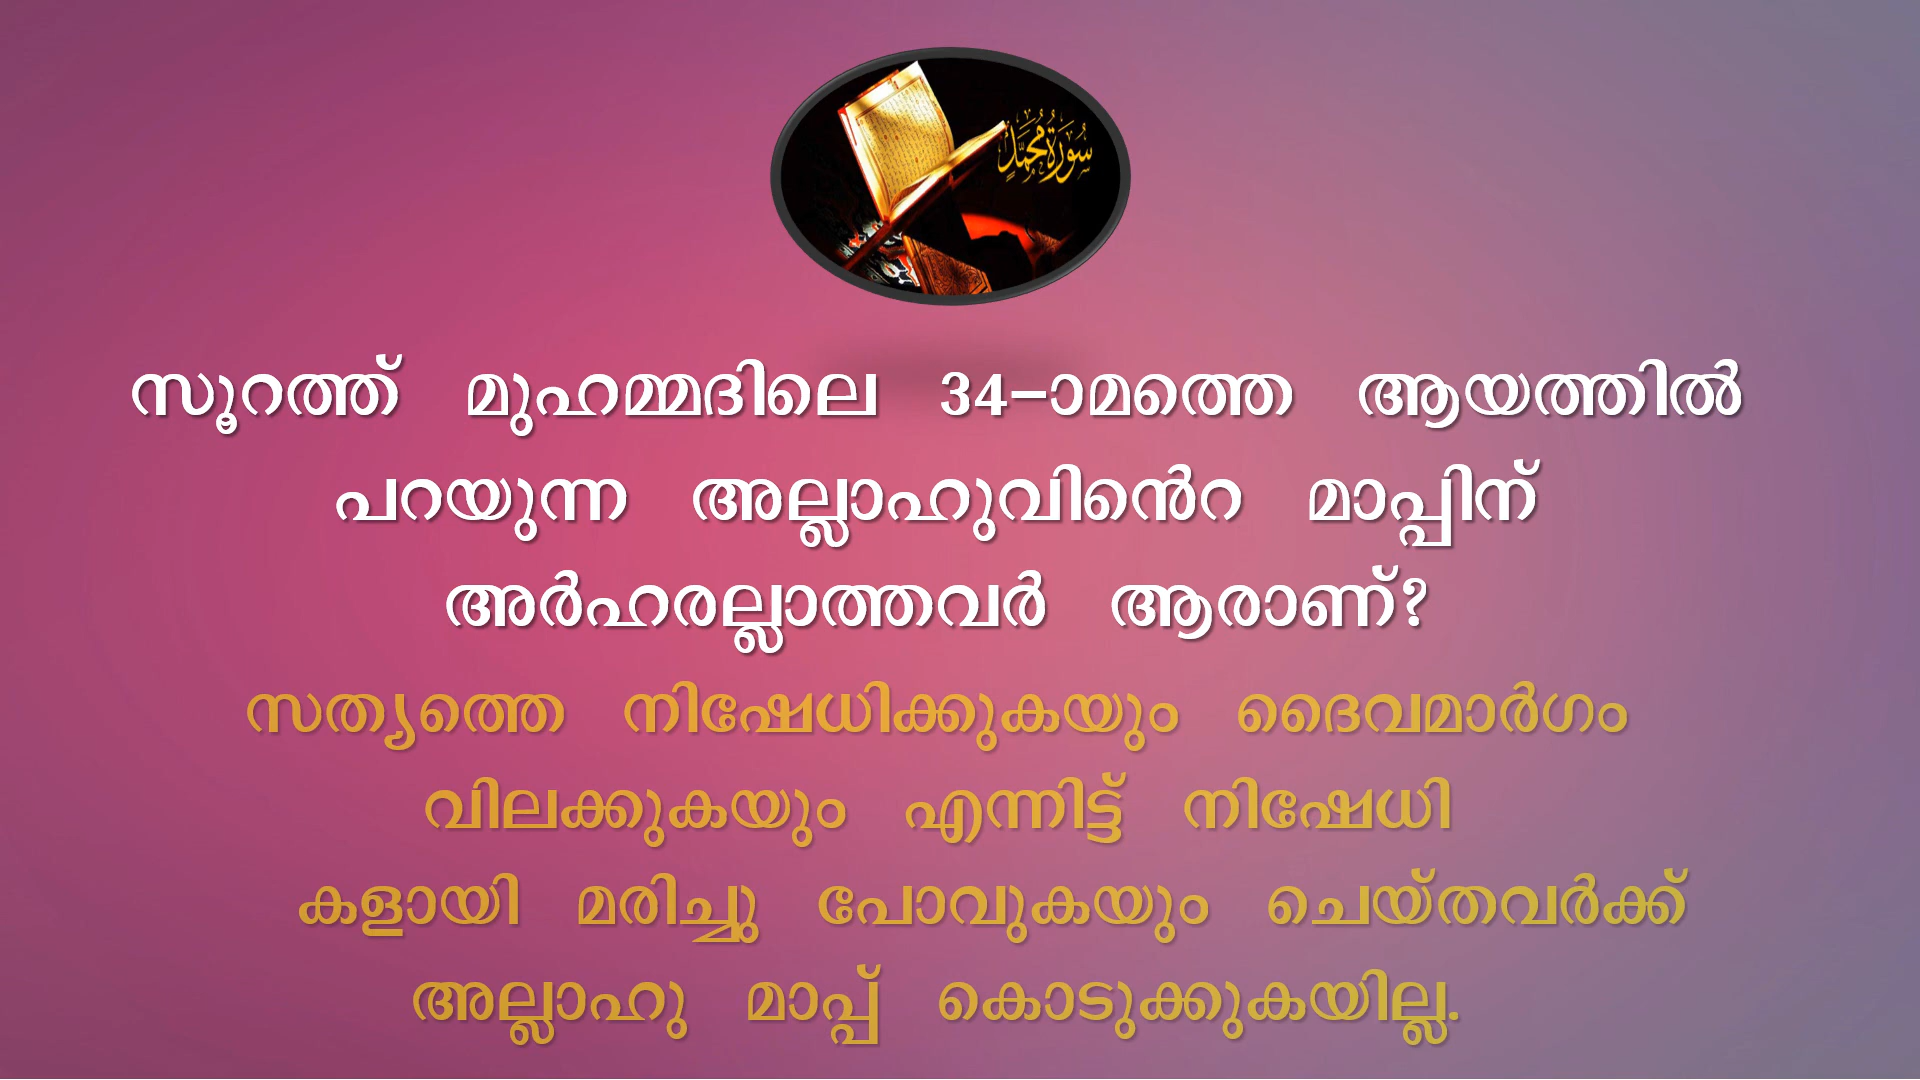 سُورَةُ مُحَمَّدٍ
സൂറത്ത് മുഹമ്മദിലെ 34-ാമത്തെ ആയത്തിൽ
പറയുന്ന അല്ലാഹുവിൻെറ മാപ്പിന്
അർഹരല്ലാത്തവർ ആരാണ്?
സത്യത്തെ നിഷേധിക്കുകയും ദൈവമാർഗം
വിലക്കുകയും എന്നിട്ട് നിഷേധി
കളായി മരിച്ചു പോവുകയും ചെയ്തവർക്ക്
അല്ലാഹു മാപ്പ് കൊടുക്കുകയില്ല.